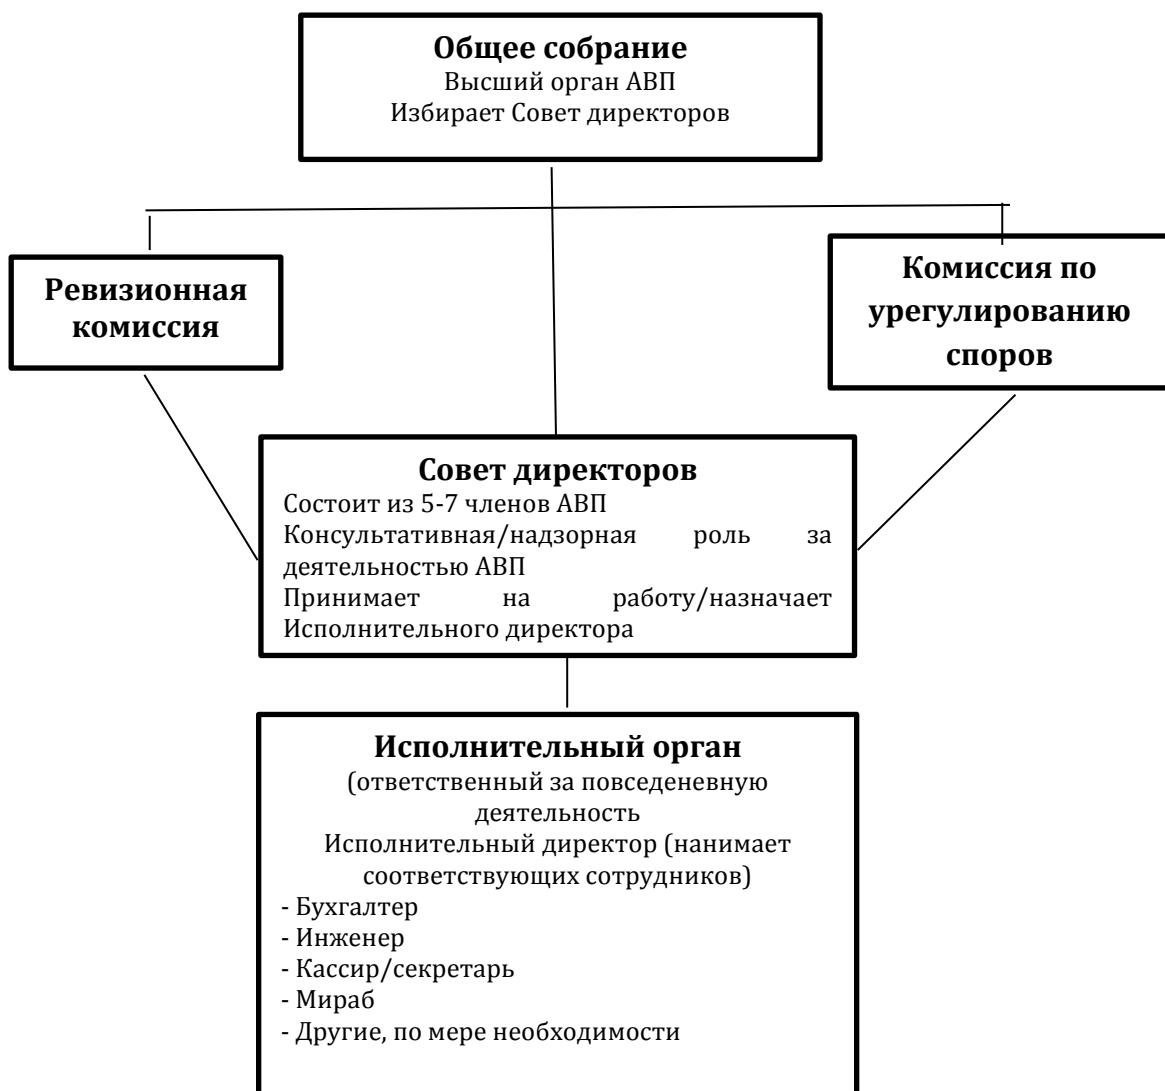 Общее собрание
Высший орган АВП
Избирает Совет директоров
Ревизионная
комиссия
Комиссия по
урегулированию
споров
Совет директоров
Состоит из 5-7 членов АВП
Консультативная/надзорная роль за
деятельностью АВП
Принимает на работу/назначает
Исполнительного директора
Исполнительный орган
(ответственный за повседеневную
деятельность
Исполнительный директор (нанимает
соответствующих сотрудников)
- Бухгалтер
- Инженер
- Кассир/секретарь
- Мираб
- Другие, по мере необходимости